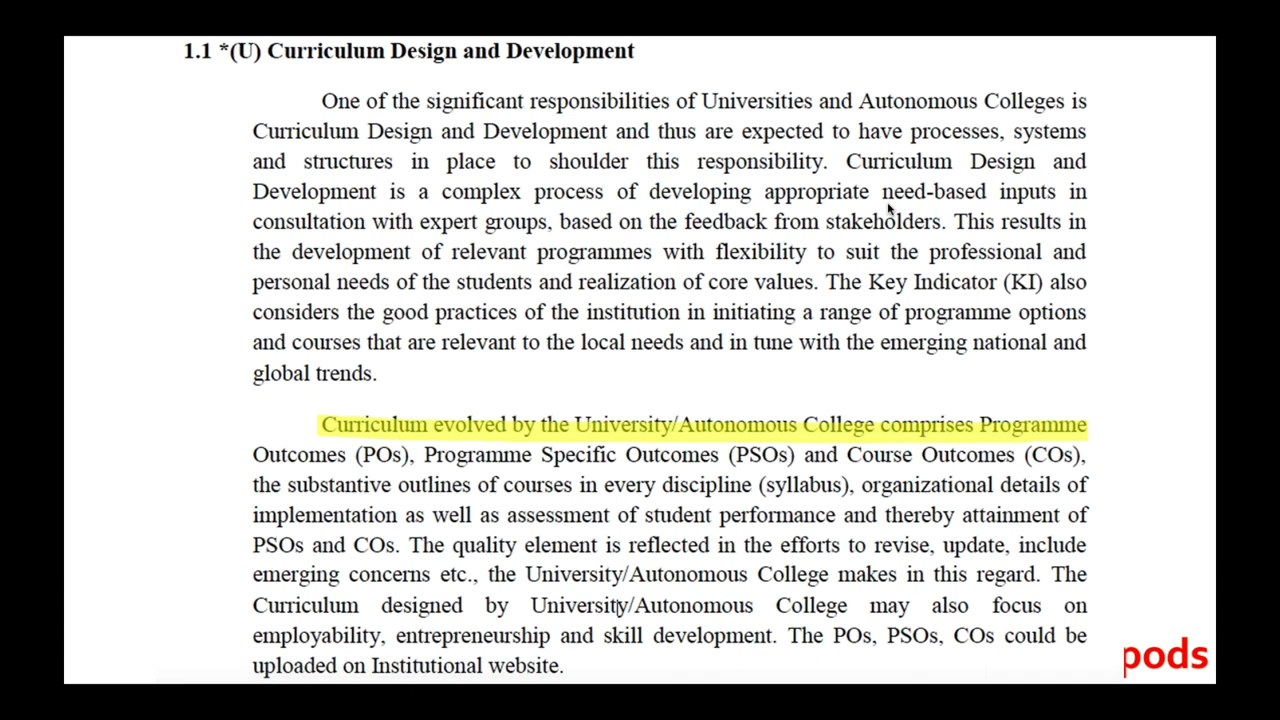 1.1 *(U) Curriculum Design and Development
One of the significant responsibilities of Universities and Autonomous Colleges is
Curriculum Design and Development and thus are expected to have processes, systems
and structures in place to shoulder this responsibility. Curriculum Design and
Development is a complex process of developing appropriate need-based inputs in
consultation with expert groups, based on the feedback from stakeholders. This results in
the development of relevant programmes with flexibility to suit the professional and
personal needs of the students and realization of core values. The Key Indicator (KI) also
considers the good practices of the institution in initiating a range of programme options
and courses that are relevant to the local needs and in tune with the emerging national and
global trends.
Curriculum evolved by the University/Autonomous College comprises Programme
Outcomes (POs), Programme Specific Outcomes (PSOs) and Course Outcomes (COs),
the substantive outlines of courses in every discipline (syllabus), organizational details of
implementation as well as assessment of student performance and thereby attainment of
PSOs and COs. The quality element is reflected in the efforts to revise, update, include
emerging concerns etc., the University/Autonomous College makes in this regard. The
Curriculum designed by University/Autonomous College may also focus on
employability, entrepreneurship and skill development. The POs, PSOs, COs could be
uploaded on Institutional website.
pods